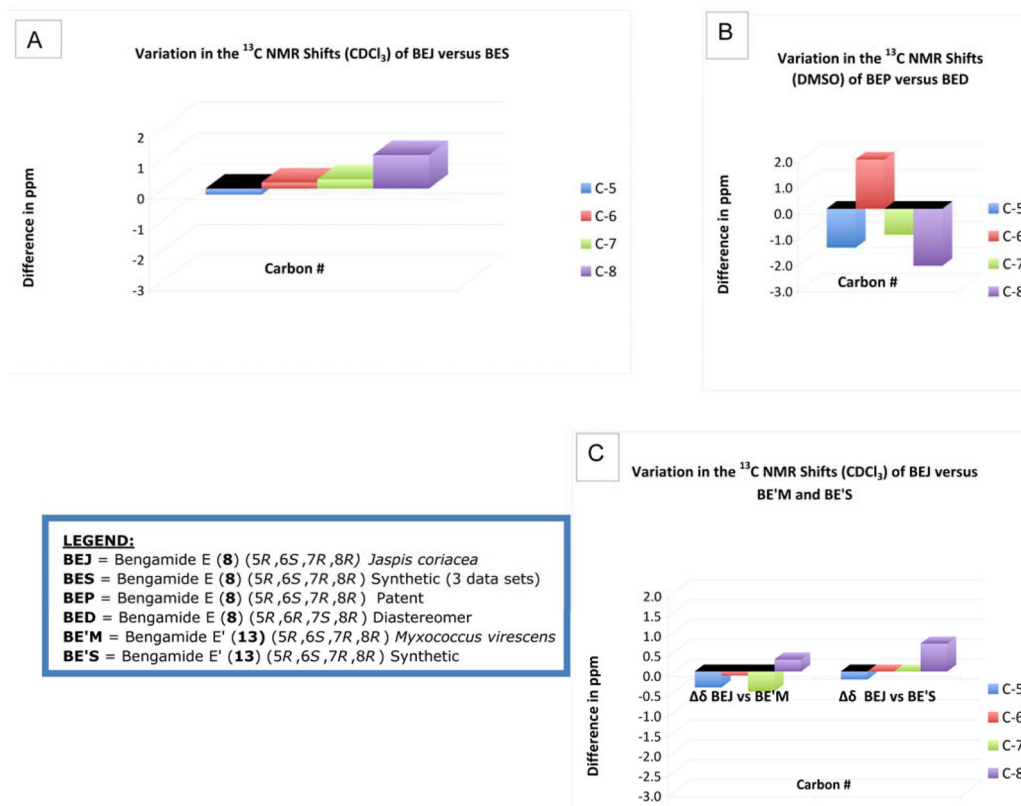 A
Variation in the ¹³C NMR Shifts (CDCl₃) of BEJ versus BES
2
1
0
-1
-2
-3
Difference in ppm
Carbon #
C-5
C-6
C-7
C-8
B
Variation in the ¹³C NMR Shifts
(DMSO) of BEP versus BED
2.0
1.0
0.0
-1.0
-2.0
-3.0
Difference in ppm
Carbon #
C-5
C-6
C-7
C-8
C
Variation in the ¹³C NMR Shifts (CDCl₃) of BEJ versus
BE'M and BE'S
2.0
1.5
1.0
0.5
0.0
-0.5
-1.0
-1.5
-2.0
-2.5
-3.0
Difference in ppm
Δδ BEJ vs BE'M
Δδ BEJ vs BE'S
Carbon #
C-5
C-6
C-7
C-8
LEGEND:
BEJ = Bengamide E (8) (5R,6S,7R,8R) Jaspis coriacea
BES = Bengamide E (8) (5R,6S,7R,8R) Synthetic (3 data sets)
BEP = Bengamide E (8) (5R,6S,7R,8R) Patent
BED = Bengamide E (8) (5R,6R,7S,8R) Diastereomer
BE'M = Bengamide E' (13) (5R,6S,7R,8R) Myxococcus virescens
BE'S = Bengamide E' (13) (5R,6S,7R,8R) Synthetic